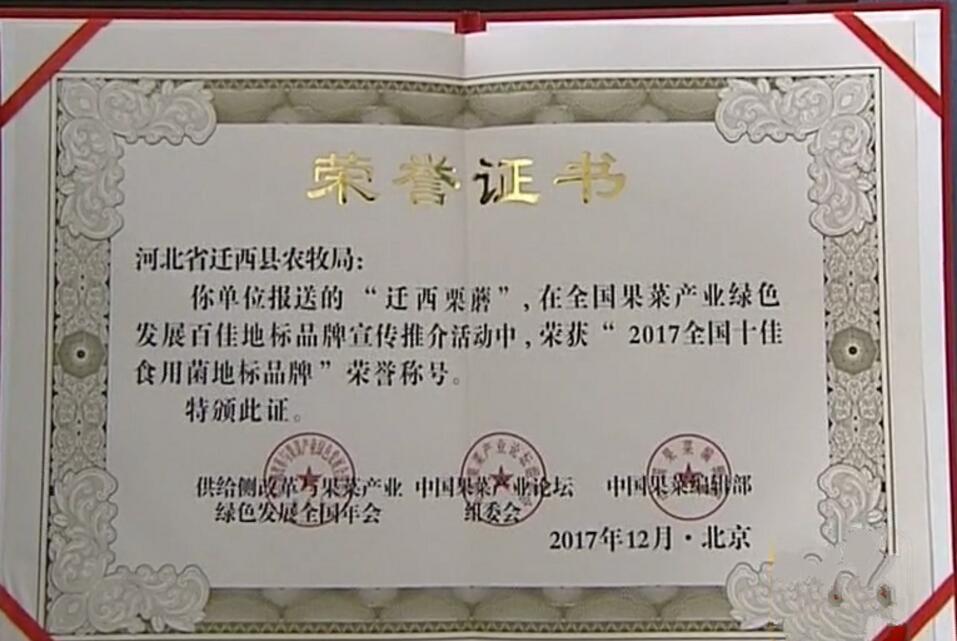 荣誉证书
河北省迁西县农牧局：
你单位报送的“迁西栗蘑”，在全国果菜产业绿色
发展百佳地标品牌宣传推介活动中，荣获“2017全国十佳
食用菌地标品牌”荣誉称号。
特颁此证。
供给侧改革与果菜产业 中国果菜产业论坛 中国果菜编辑部
绿色发展全国年会 组委会
2017年12月·北京